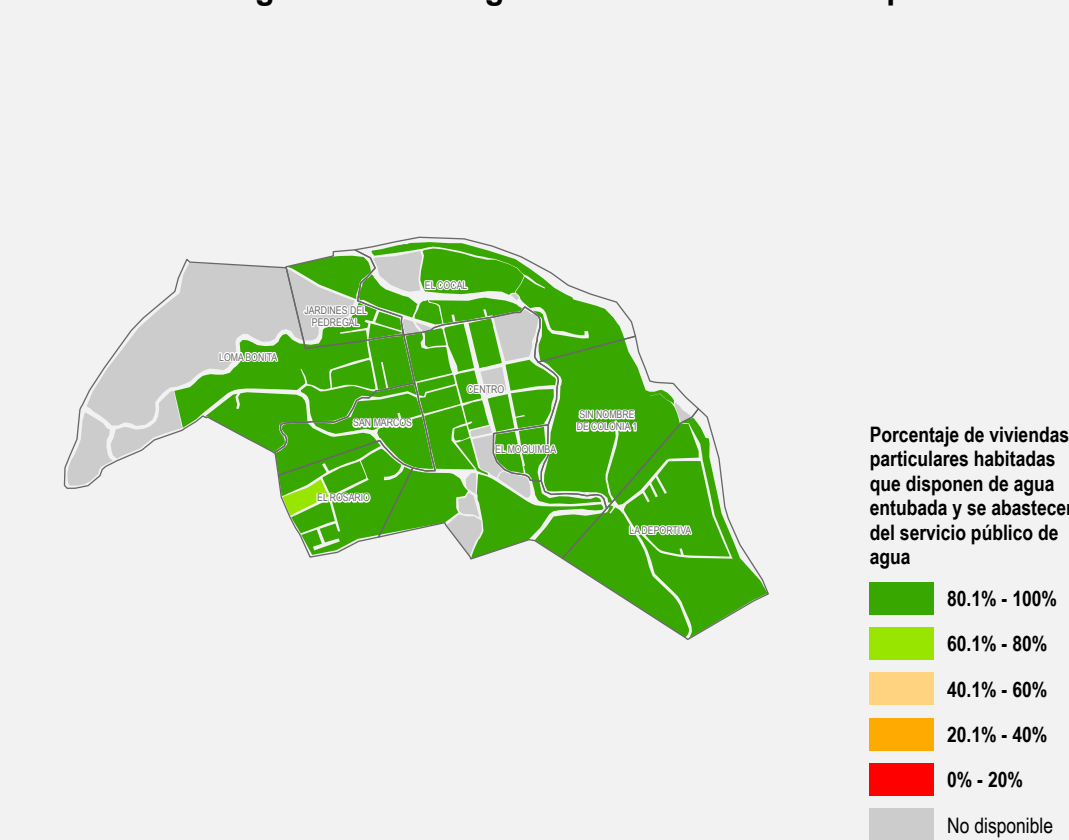 EL COCAL
JARDINES DEL
PEDREGAL
LOMA BONITA
CENTRO
SAN MARCOS
SIN NOMBRE
DE COLONIA 1
EL MOQUIMBA
EL ROSARIO
LA DEPORTIVA
Porcentaje de viviendas
particulares habitadas
que disponen de agua
entubada y se abastecen
del servicio público de
agua
80.1% - 100%
60.1% - 80%
40.1% - 60%
20.1% - 40%
0% - 20%
No disponible